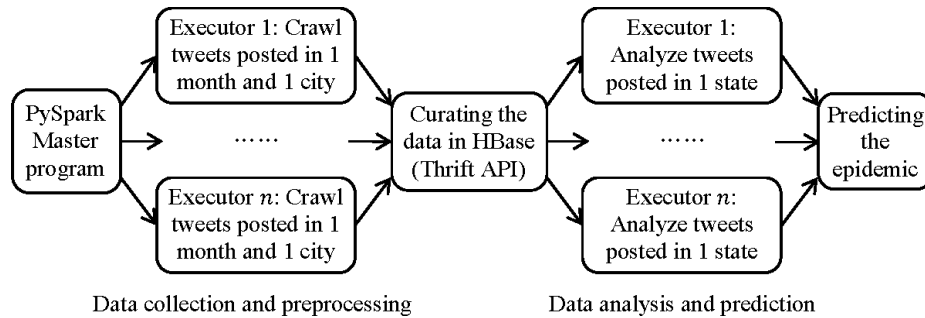 PySpark
Master
program
Executor 1: Crawl
tweets posted in 1
month and 1 city
......
Executor n: Crawl
tweets posted in 1
month and 1 city
Curating the
data in HBase
(Thrift API)
Executor 1:
Analyze tweets
posted in 1 state
......
Executor n:
Analyze tweets
posted in 1 state
Predicting
the
epidemic
Data collection and preprocessing
Data analysis and prediction